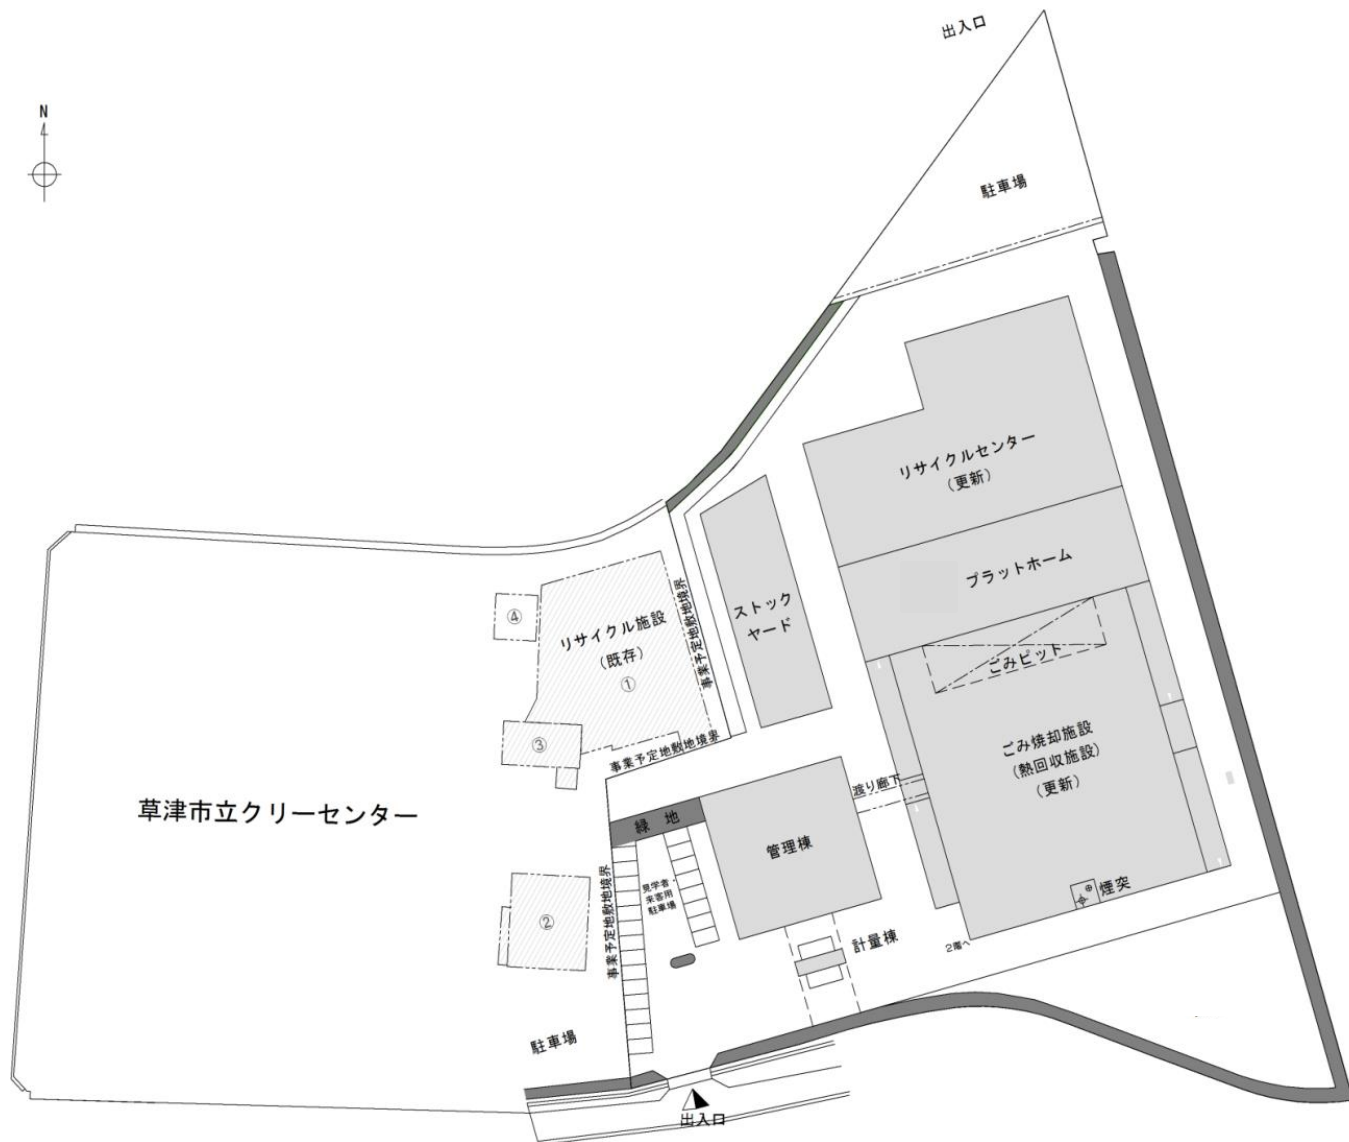 出入口
N
駐車場
リサイクルセンター
(更新)
プラットホーム
ストック
ヤード
④
リサイクル施設
(既存)
①
事業予定地敷地境界
ごみピット
③
事業予定地敷地境界
ごみ焼却施設
(熱回収施設)
(更新)
渡り廊下
草津市立クリーセンター
緑 地
管理棟
見学者・
来客用
駐車場
事業予定地敷地境界
煙突
②
計量棟
2階へ
駐車場
出入口